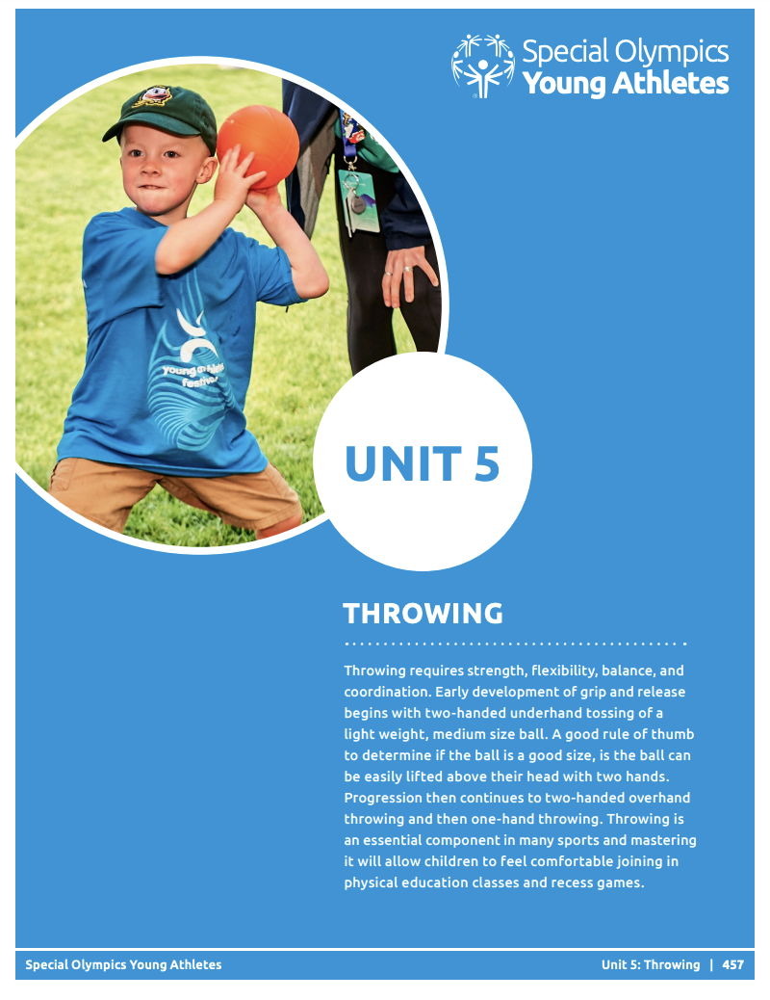 Special Olympics
Young Athletes
young athletes
festival
UNIT 5
THROWING
Throwing requires strength, flexibility, balance, and
coordination. Early development of grip and release
begins with two-handed underhand tossing of a
light weight, medium size ball. A good rule of thumb
to determine if the ball is a good size, is the ball can
be easily lifted above their head with two hands.
Progression then continues to two-handed overhand
throwing and then one-hand throwing. Throwing is
an essential component in many sports and mastering
it will allow children to feel comfortable joining in
physical education classes and recess games.
Special Olympics Young Athletes
Unit 5: Throwing | 457